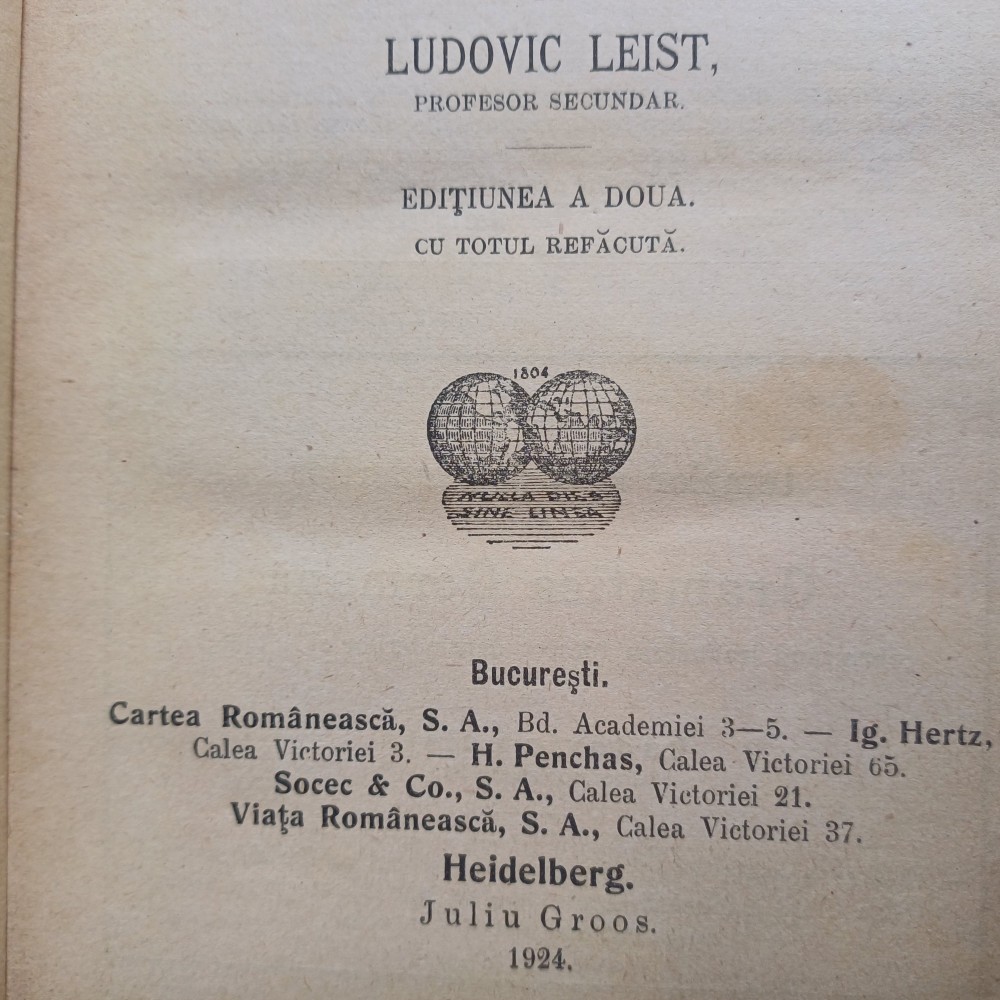 LUDOVIC LEIST,
PROFESOR SECUNDAR.
EDIŢIUNEA A DOUA.
CU TOTUL REFĂCUTĂ.
1804
NULLA DIES
SINE LINEA
Bucureşti.
Cartea Românească, S. A., Bd. Academiei 3—5. — Ig. Hertz,
Calea Victoriei 3. — H. Penchas, Calea Victoriei 65.
Socec & Co., S. A., Calea Victoriei 21.
Viaţa Românească, S. A., Calea Victoriei 37.
Heidelberg.
Juliu Groos.
1924.